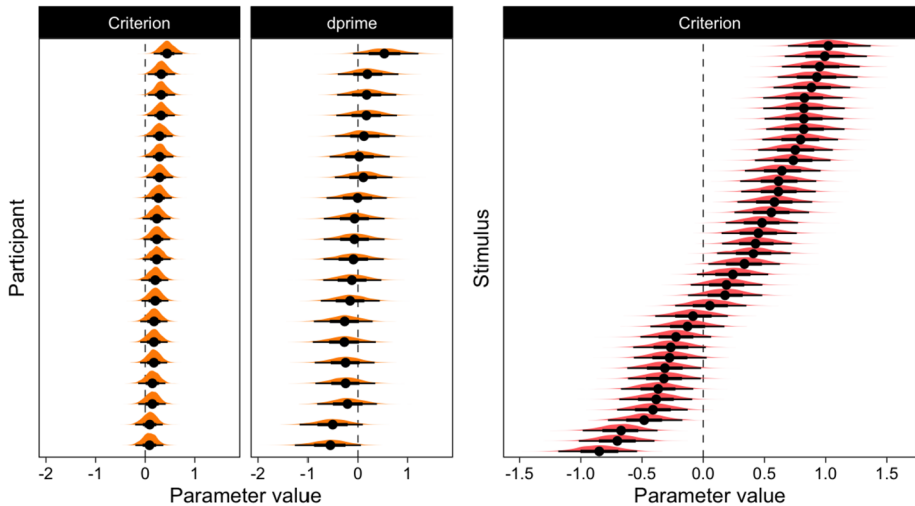 Criterion
dprime
Criterion
Participant
Stimulus
-2 -1 0 1
-2 -1 0 1
-1.5 -1.0 -0.5 0.0 0.5 1.0 1.5
Parameter value
Parameter value